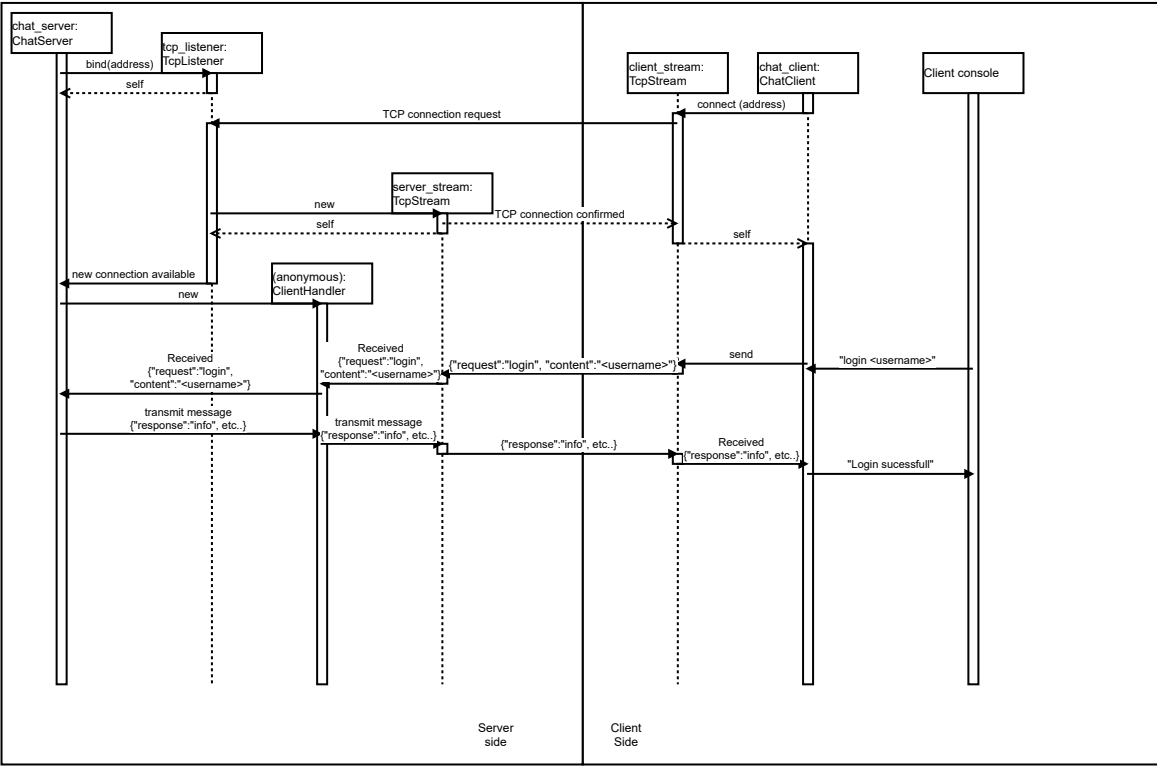 chat_server:
ChatServer
tcp_listener:
TcpListener
client_stream:
TcpStream
chat_client:
ChatClient
Client console
bind(address)
self
connect (address)
TCP connection request
server_stream:
TcpStream
new
TCP connection confirmed
self
self
new connection available
(anonymous):
ClientHandler
new
Received
{"request":"login",
"content":"<username>"}
Received
{"request":"login",
"content":"<username>"}
{"request":"login", "content":"<username>"}
send
"login <username>"
transmit message
{"response":"info", etc..}
transmit message
{"response":"info", etc..}
{"response":"info", etc..}
Received
{"response":"info", etc..}
"Login sucessfull"
Server
side
Client
Side